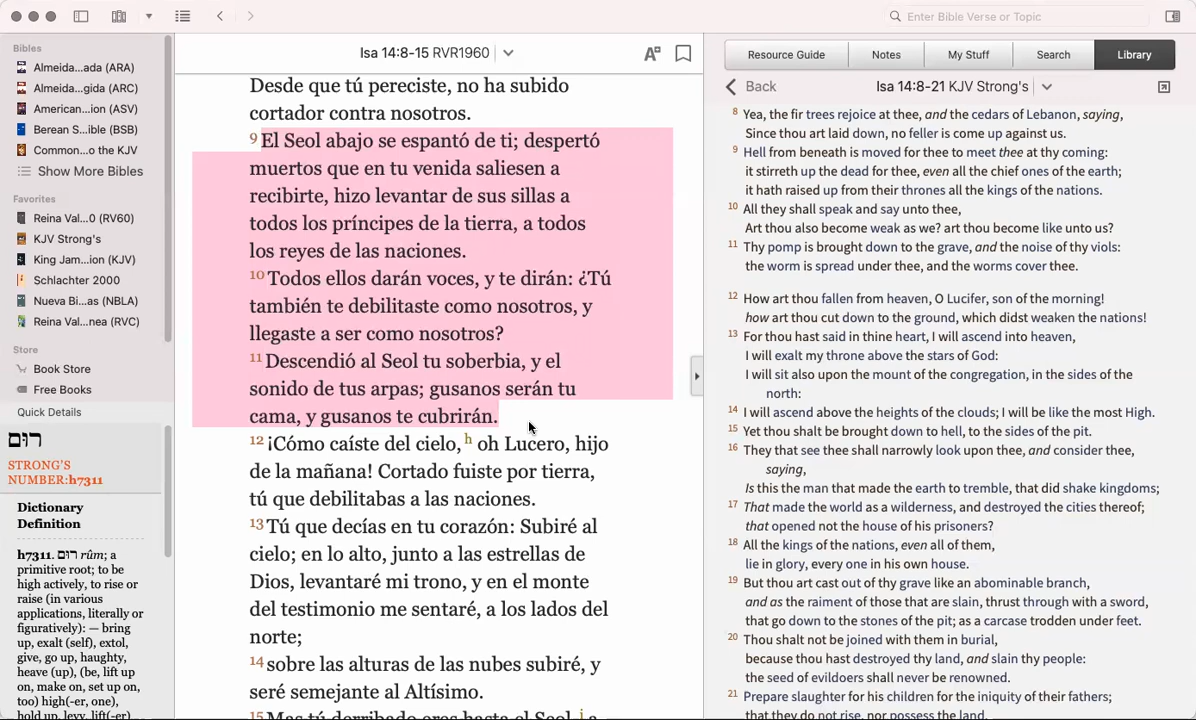 Enter Bible Verse or Topic
Bibles
Almeida...ada (ARA)
Almeida...gida (ARC)
American...ion (ASV)
Berean S...ible (BSB)
Common...o the KJV
Show More Bibles
Favorites
Reina Val...0 (RV60)
KJV Strong's
King Jam...ion (KJV)
Schlachter 2000
Nueva Bi...as (NBLA)
Reina Val...nea (RVC)
Store
Book Store
Free Books
Quick Details
רוּם
STRONG'S
NUMBER:h7311
Dictionary
Definition
h7311. רוּם rûm; a
primitive root; to be
high actively, to rise or
raise (in various
applications, literally or
figuratively): — bring
up, exalt (self), extol,
give, go up, haughty,
heave (up), (be, lift up
on, make on, set up on,
too) high(-er, one),
hold up, levy, lift(-er)
Isa 14:8-15 RVR1960
A
Desde que tú pereciste, no ha subido
cortador contra nosotros.
9 El Seol abajo se espantó de ti; despertó
muertos que en tu venida saliesen a
recibirte, hizo levantar de sus sillas a
todos los príncipes de la tierra, a todos
los reyes de las naciones.
10 Todos ellos darán voces, y te dirán: ¿Tú
también te debilitaste como nosotros, y
llegaste a ser como nosotros?
11 Descendió al Seol tu soberbia, y el
sonido de tus arpas; gusanos serán tu
cama, y gusanos te cubrirán.
12 ¡Cómo caíste del cielo, h oh Lucero, hijo
de la mañana! Cortado fuiste por tierra,
tú que debilitabas a las naciones.
13 Tú que decías en tu corazón: Subiré al
cielo; en lo alto, junto a las estrellas de
Dios, levantaré mi trono, y en el monte
del testimonio me sentaré, a los lados del
norte;
14 sobre las alturas de las nubes subiré, y
seré semejante al Altísimo.
15 Mas tú derribado eres hasta el Seol, i a
Resource Guide
Notes
My Stuff
Search
Library
Back
Isa 14:8-21 KJV Strong's
8 Yea, the fir trees rejoice at thee, and the cedars of Lebanon, saying,
Since thou art laid down, no feller is come up against us.
9 Hell from beneath is moved for thee to meet thee at thy coming:
it stirreth up the dead for thee, even all the chief ones of the earth;
it hath raised up from their thrones all the kings of the nations.
10 All they shall speak and say unto thee,
Art thou also become weak as we? art thou become like unto us?
11 Thy pomp is brought down to the grave, and the noise of thy viols:
the worm is spread under thee, and the worms cover thee.
12 How art thou fallen from heaven, O Lucifer, son of the morning!
how art thou cut down to the ground, which didst weaken the nations!
13 For thou hast said in thine heart, I will ascend into heaven,
I will exalt my throne above the stars of God:
I will sit also upon the mount of the congregation, in the sides of the
north:
14 I will ascend above the heights of the clouds; I will be like the most High.
15 Yet thou shalt be brought down to hell, to the sides of the pit.
16 They that see thee shall narrowly look upon thee, and consider thee,
saying,
Is this the man that made the earth to tremble, that did shake kingdoms;
17 That made the world as a wilderness, and destroyed the cities thereof;
that opened not the house of his prisoners?
18 All the kings of the nations, even all of them,
lie in glory, every one in his own house.
19 But thou art cast out of thy grave like an abominable branch,
and as the raiment of those that are slain, thrust through with a sword,
that go down to the stones of the pit; as a carcase trodden under feet.
20 Thou shalt not be joined with them in burial,
because thou hast destroyed thy land, and slain thy people:
the seed of evildoers shall never be renowned.
21 Prepare slaughter for his children for the iniquity of their fathers;
that they do not rise, nor possess the land,